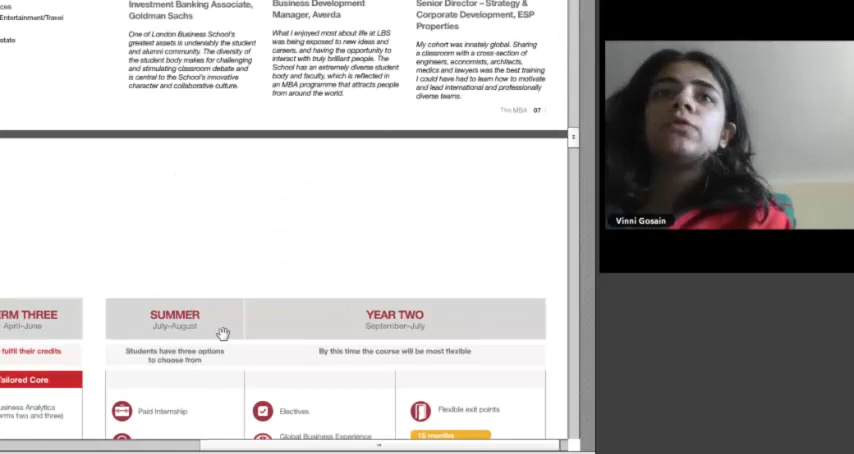 ces
Entertainment/Travel
state
Investment Banking Associate,
Goldman Sachs
One of London Business School's
greatest assets is undeniably the student
and alumni community. The diversity of
the student body makes for challenging
and stimulating classroom debate and
is central to the School's innovative
character and collaborative culture.
Business Development
Manager, Averda
What I enjoyed most about life at LBS
was being exposed to new ideas and
careers, and having the opportunity to
interact with truly brilliant people. The
School has an extremely diverse student
body and faculty, which is reflected in
an MBA programme that attracts people
from around the world.
Senior Director – Strategy &
Corporate Development, ESP
Properties
My cohort was innately global. Sharing
a classroom with a cross-section of
engineers, economists, architects,
medics and lawyers was the best training
I could have had to learn how to motivate
and lead international and professionally
diverse teams.
The MBA 07
Vinni Gosain
ERM THREE
April–June
SUMMER
July–August
YEAR TWO
September–July
fulfil their credits
Students have three options
to choose from
By this time the course will be most flexible
Tailored Core
usiness Analytics
erms two and three)
Paid Internship
Electives
Flexible exit points
Global Business Experience
15 months